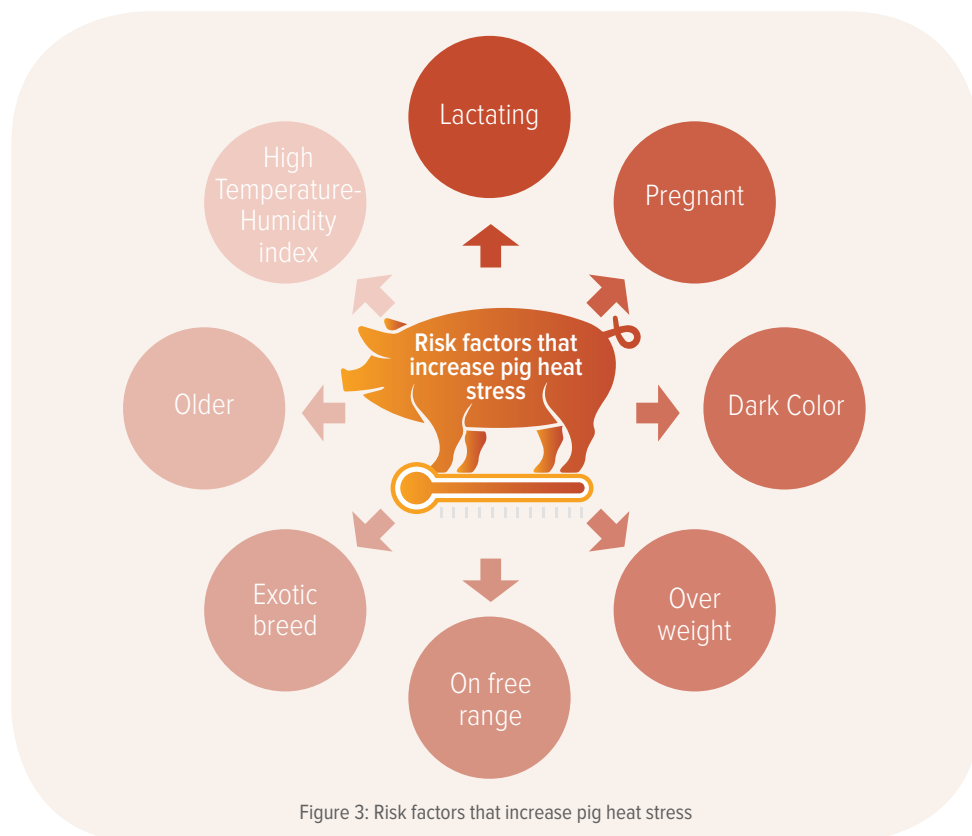 Lactating
Pregnant
Dark Color
Over
weight
On free
range
Exotic
breed
Older
High
Temperature-
Humidity
index
Risk factors that
increase pig heat
stress
Figure 3: Risk factors that increase pig heat stress